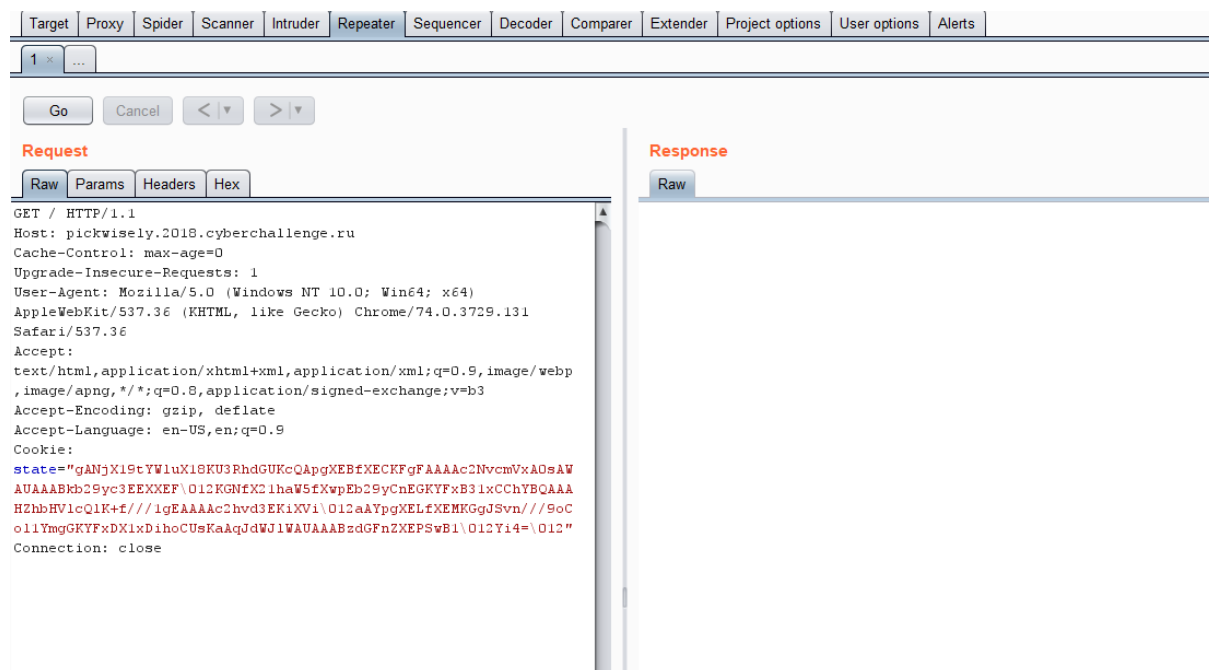 Target Proxy Spider Scanner Intruder Repeater Sequencer Decoder Comparer Extender Project options User options Alerts
1 × ...
Go Cancel < | ▼ > | ▼
Request
Response
Raw Params Headers Hex
Raw
GET / HTTP/1.1
Host: pickwisely.2018.cyberchallenge.ru
Cache-Control: max-age=0
Upgrade-Insecure-Requests: 1
User-Agent: Mozilla/5.0 (Windows NT 10.0; Win64; x64)
AppleWebKit/537.36 (KHTML, like Gecko) Chrome/74.0.3729.131
Safari/537.36
Accept:
text/html,application/xhtml+xml,application/xml;q=0.9,image/webp
,image/apng,*/*;q=0.8,application/signed-exchange;v=b3
Accept-Encoding: gzip, deflate
Accept-Language: en-US,en;q=0.9
Cookie:
state="gANjX19tYWluX18KU3RhdGUKcQApgXEBfXECKFgFAAAAc2NvcmVxA0sAW
AUAAABkb29yc3EEXXEF\012KGNfX21haW5fXwpEb29yCnEGKYFxB31xCChYBQAAA
HZhbHVlcQlK+f///1gEAAAAc2hvd3EKiXVi\012aAYpgXELfXEMKGgJSvn///9oC
ol1YmgGKYFxDX1xDihoCUsKaAqJdWJlWAUAAABzdGFnZXEPSwB1\012Yi4=\012"
Connection: close